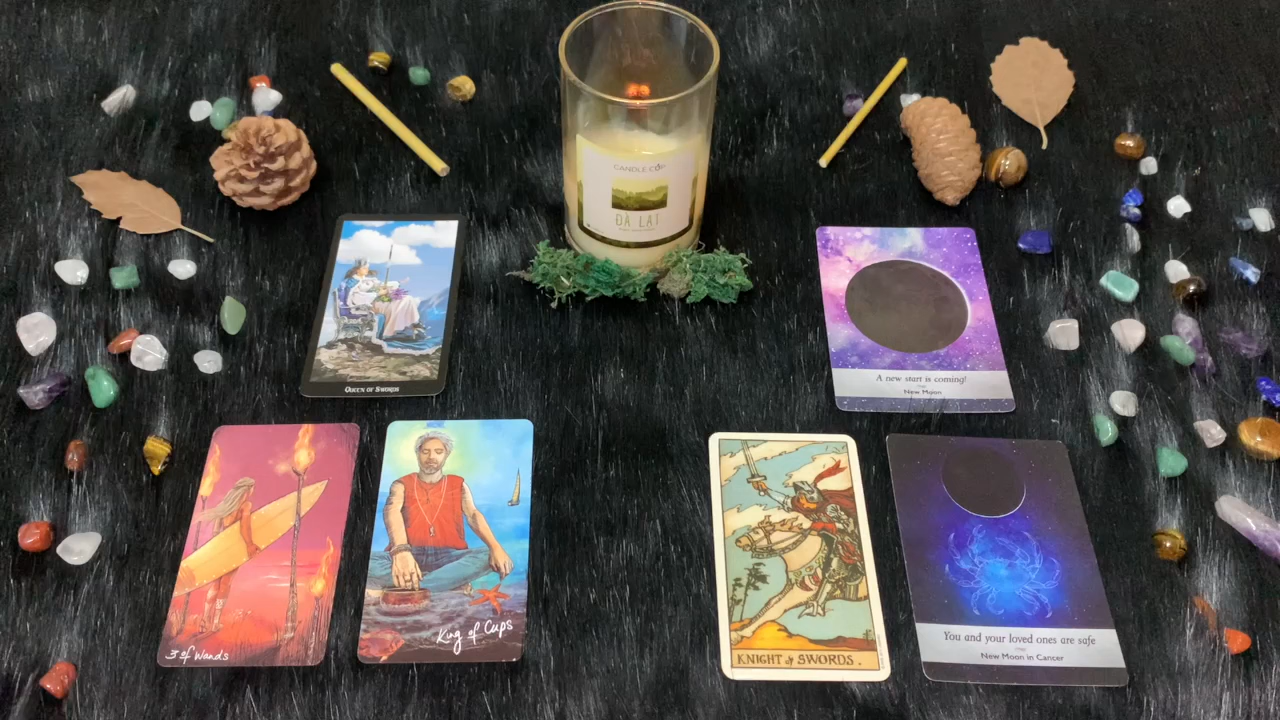 CANDLE CUP
ĐÀ LẠT
QUEEN OF SWORDS
A new start is coming!
New Moon
3 of Wands
King of Cups
KNIGHT of SWORDS.
You and your loved ones are safe
New Moon in Cancer